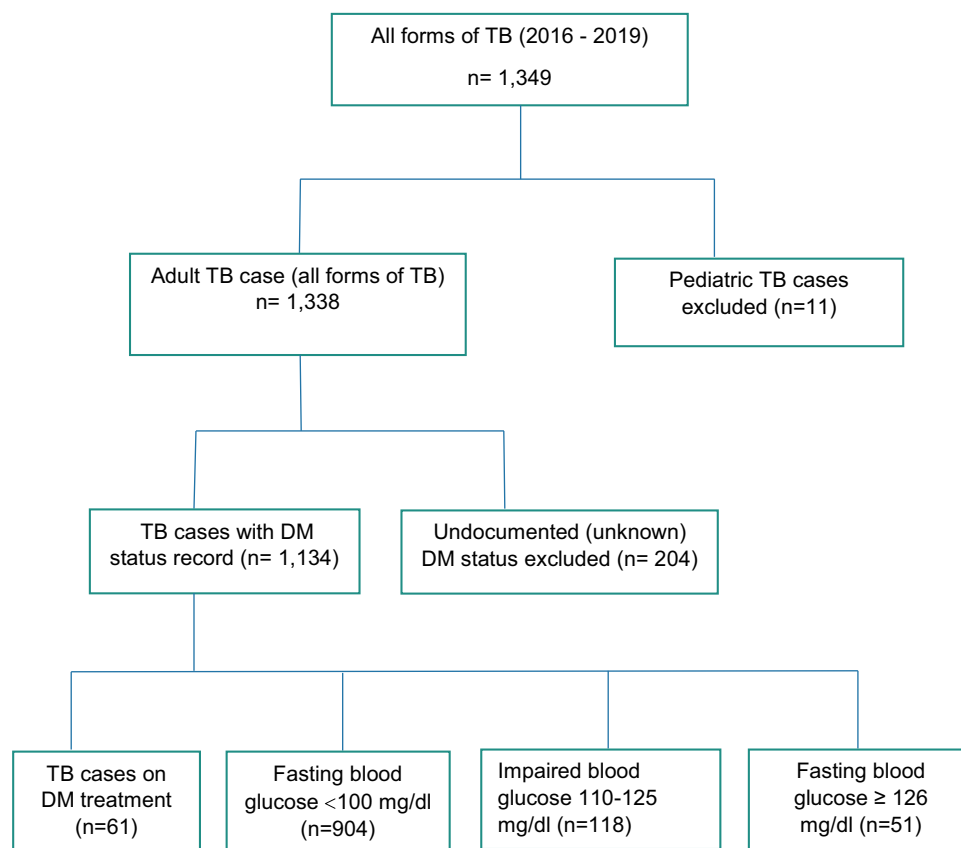 All forms of TB (2016 - 2019)
n= 1,349
Adult TB case (all forms of TB)
n= 1,338
Pediatric TB cases
excluded (n=11)
TB cases with DM
status record (n= 1,134)
Undocumented (unknown)
DM status excluded (n= 204)
TB cases on
DM treatment
(n=61)
Fasting blood
glucose <100 mg/dl
(n=904)
Impaired blood
glucose 110-125
mg/dl (n=118)
Fasting blood
glucose ≥ 126
mg/dl (n=51)